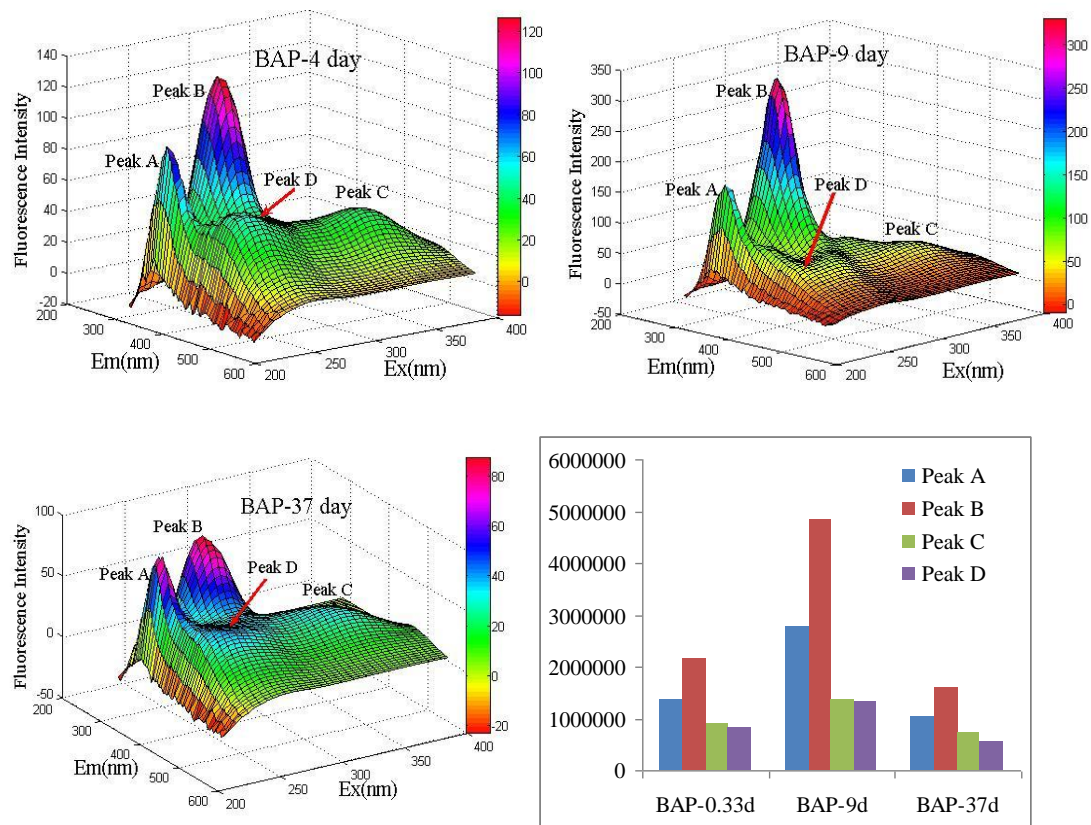 BAP-4 day
Peak B
Peak A
Peak D
Peak C
Fluorescence Intensity
140
120
100
80
60
40
20
0
-20
200
300
400
500
600
Em(nm)
200
250
300
350
400
Ex(nm)
120
100
80
60
40
20
0
BAP-9 day
Peak B
Peak A
Peak D
Peak C
Fluorescence Intensity
350
300
250
200
150
100
50
0
-50
200
300
400
500
600
Em(nm)
200
250
300
350
400
Ex(nm)
300
250
200
150
100
50
0
BAP-37 day
Peak B
Peak A
Peak D
Peak C
Fluorescence Intensity
100
50
0
-50
200
300
400
500
600
Em(nm)
200
250
300
350
400
Ex(nm)
80
60
40
20
0
-20
6000000
5000000
4000000
3000000
2000000
1000000
0
Peak A
Peak B
Peak C
Peak D
BAP-0.33d
BAP-9d
BAP-37d